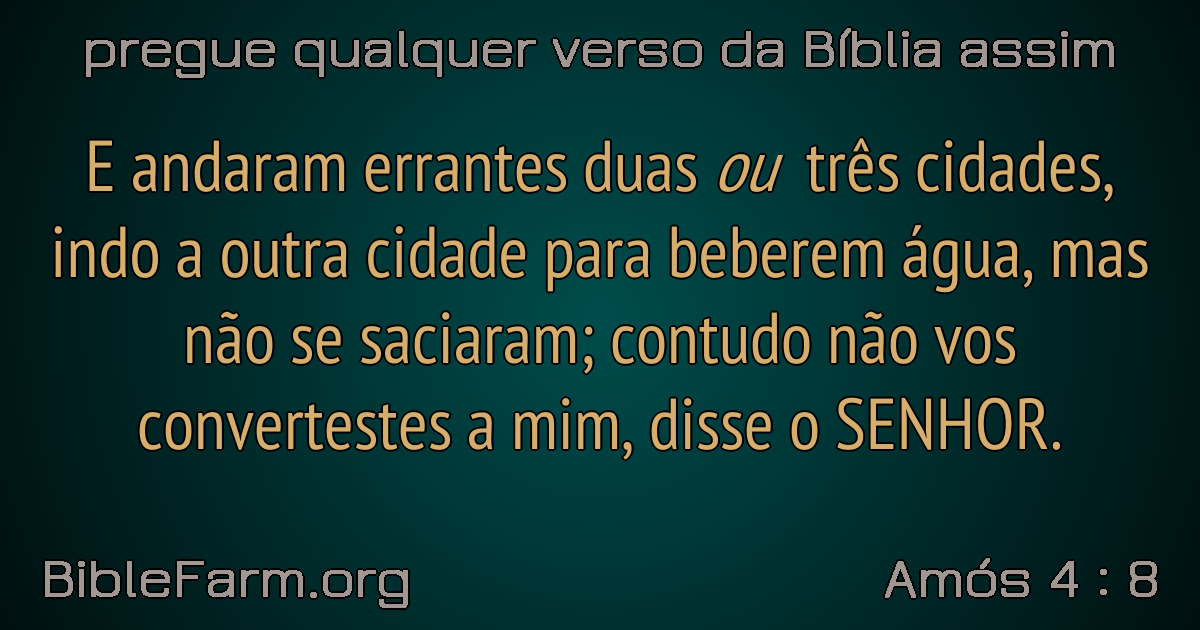 pregue qualquer verso da Bíblia assim
E andaram errantes duas ou três cidades,
indo a outra cidade para beberem água, mas
não se saciaram; contudo não vos
convertestes a mim, disse o SENHOR.
BibleFarm.org
Amós 4 : 8